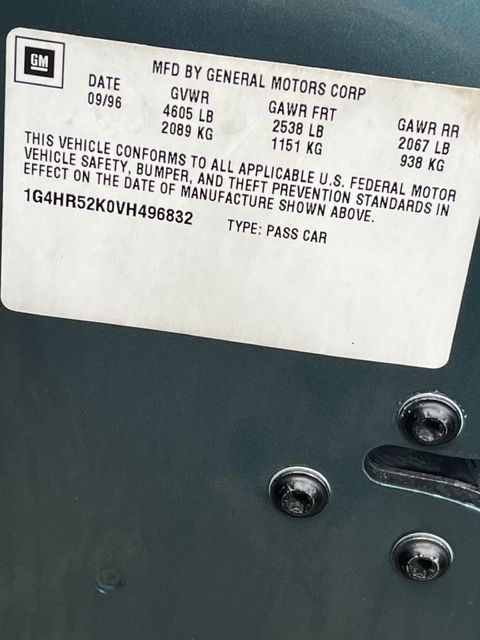 GM
MFD BY GENERAL MOTORS CORP
DATE GVWR GAWR FRT GAWR RR
09/96 4605 LB 2538 LB 2067 LB
2089 KG 1151 KG 938 KG
THIS VEHICLE CONFORMS TO ALL APPLICABLE U.S. FEDERAL MOTOR
VEHICLE SAFETY, BUMPER, AND THEFT PREVENTION STANDARDS IN
EFFECT ON THE DATE OF MANUFACTURE SHOWN ABOVE.
1G4HR52K0VH496832 TYPE: PASS CAR